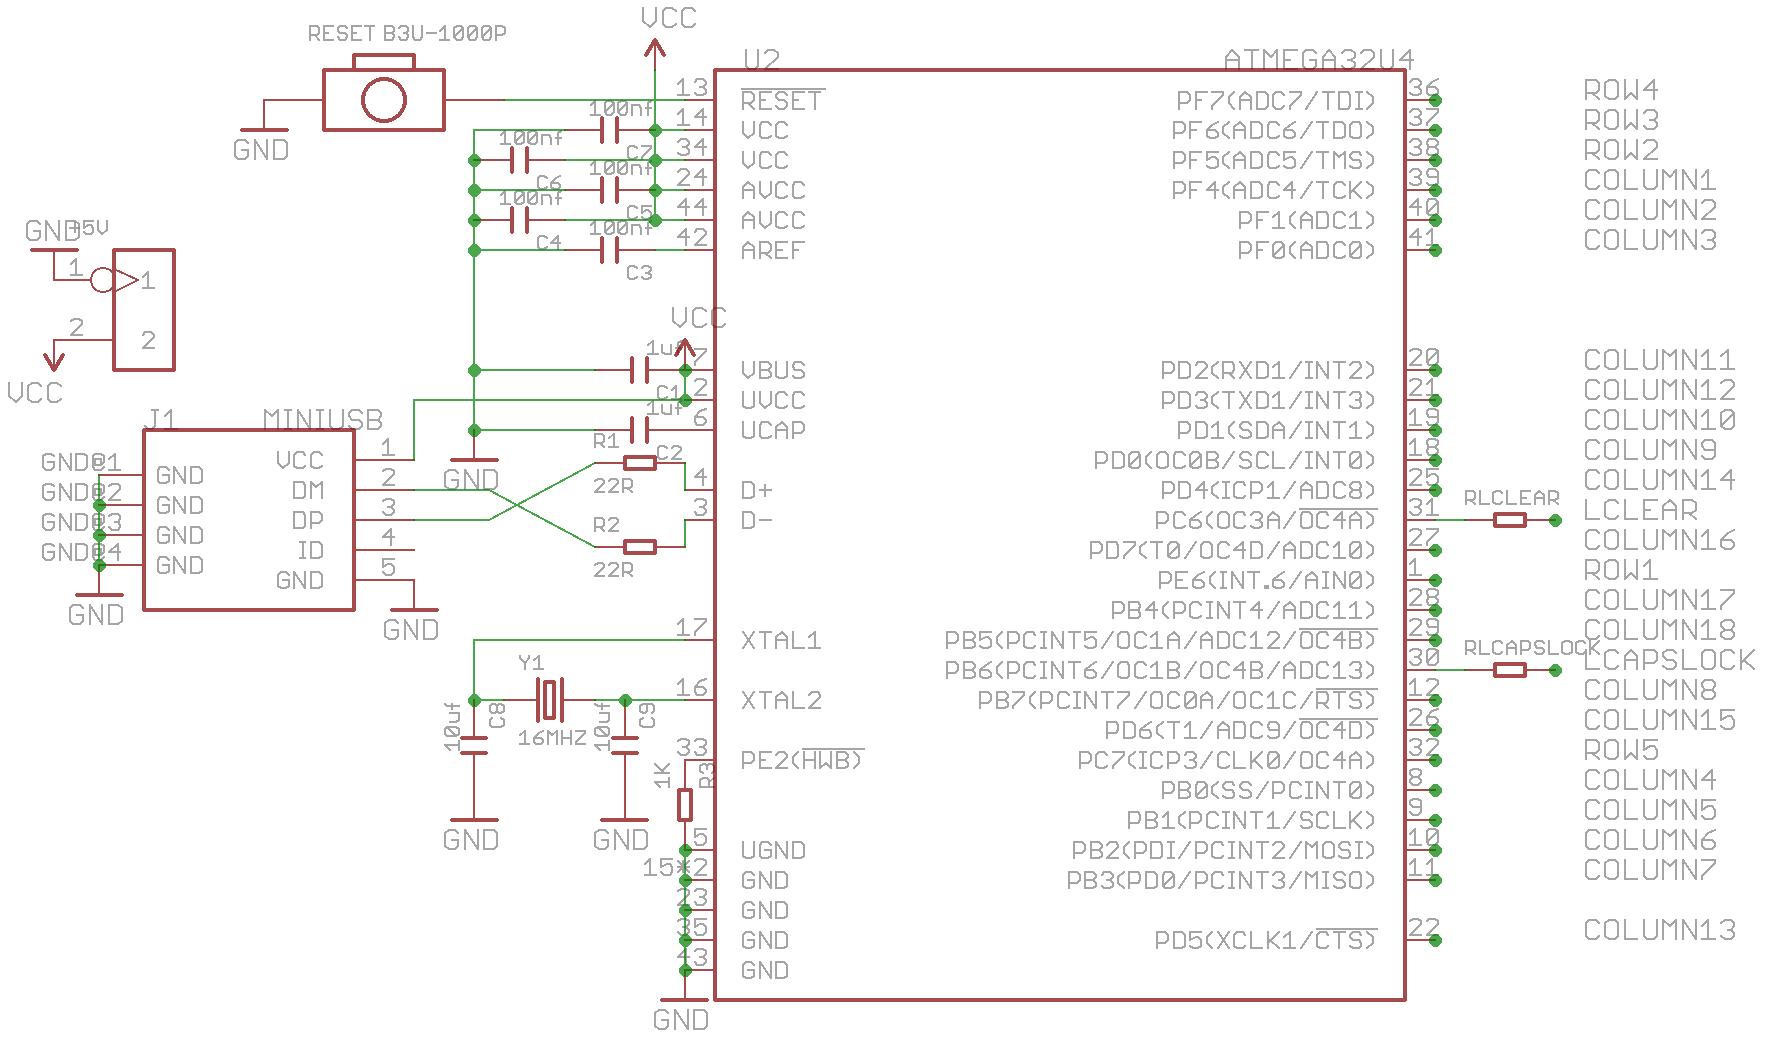 VCC
RESET B3U-1000P
GND
U2
ATMEGA32U4
13
RESET
14
VCC
34
VCC
24
AVCC
44
AVCC
42
AREF
100nf
C7
100nf
C6
100nf
C5
100nf
C4
100nf
C3
GND
+5V
1
1
2
2
VCC
VCC
7
VBUS
2
UVCC
6
UCAP
1uf
C1
1uf
C2
GND
R1
22R
4
D+
3
D-
R2
22R
J1
MINIUSB
GND@1
GND
GND@2
GND
GND@3
GND
GND@4
GND
GND
VCC
1
DM
2
DP
3
ID
4
GND
5
GND
17
XTAL1
16
XTAL2
Y1
16MHZ
10uf
C8
10uf
C9
GND
GND
33
PE2(HWB)
1K
R3
5
UGND
15*2
GND
23
GND
35
GND
43
GND
GND
PF7(ADC7/TDI) 36 ROW4
PF6(ADC6/TDO) 37 ROW3
PF5(ADC5/TMS) 38 ROW2
PF4(ADC4/TCK) 39 COLUMN1
PF1(ADC1) 40 COLUMN2
PF0(ADC0) 41 COLUMN3
PD2(RXD1/INT2) 20 COLUMN11
PD3(TXD1/INT3) 21 COLUMN12
PD1(SDA/INT1) 19 COLUMN10
PD0(OC0B/SCL/INT0) 18 COLUMN9
PD4(ICP1/ADC8) 25 COLUMN14
PC6(OC3A/OC4A) 31 RLCLEAR LCLEAR
PD7(T0/OC4D/ADC10) 27 COLUMN16
PE6(INT.6/AIN0) 1 ROW1
PB4(PCINT4/ADC11) 28 COLUMN17
PB5(PCINT5/OC1A/ADC12/OC4B) 29 COLUMN18
PB6(PCINT6/OC1B/OC4B/ADC13) 30 RLCAPSLOCK LCAPSLOCK
PB7(PCINT7/OC0A/OC1C/RTS) 12 COLUMN8
PD6(T1/ADC9/OC4D) 26 COLUMN15
PC7(ICP3/CLK0/OC4A) 32 ROW5
PB0(SS/PCINT0) 8 COLUMN4
PB1(PCINT1/SCLK) 9 COLUMN5
PB2(PDI/PCINT2/MOSI) 10 COLUMN6
PB3(PD0/PCINT3/MISO) 11 COLUMN7
PD5(XCLK1/CTS) 22 COLUMN13